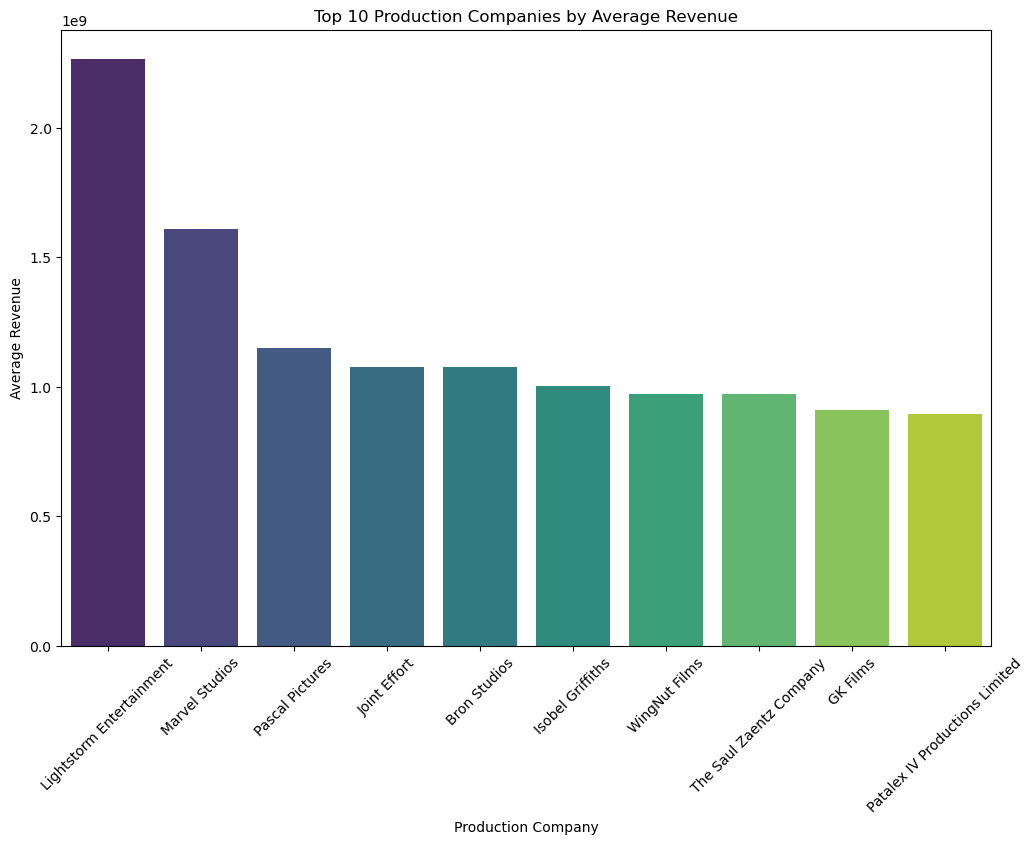 Top 10 Production Companies by Average Revenue
1e9
2.0
1.5
1.0
0.5
0.0
Average Revenue
Lightstorm Entertainment
Marvel Studios
Pascal Pictures
Joint Effort
Bron Studios
Isobel Griffiths
WingNut Films
The Saul Zaentz Company
GK Films
Patalex IV Productions Limited
Production Company